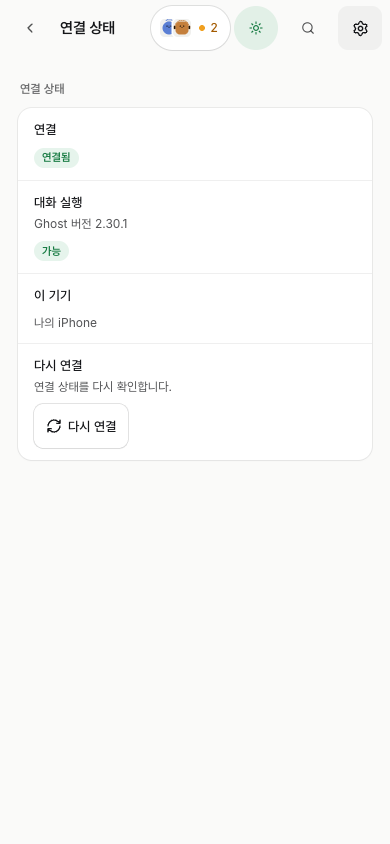 연결 상태
2
연결 상태
연결
연결됨
대화 실행
Ghost 버전 2.30.1
가능
이 기기
나의 iPhone
다시 연결
연결 상태를 다시 확인합니다.
다시 연결